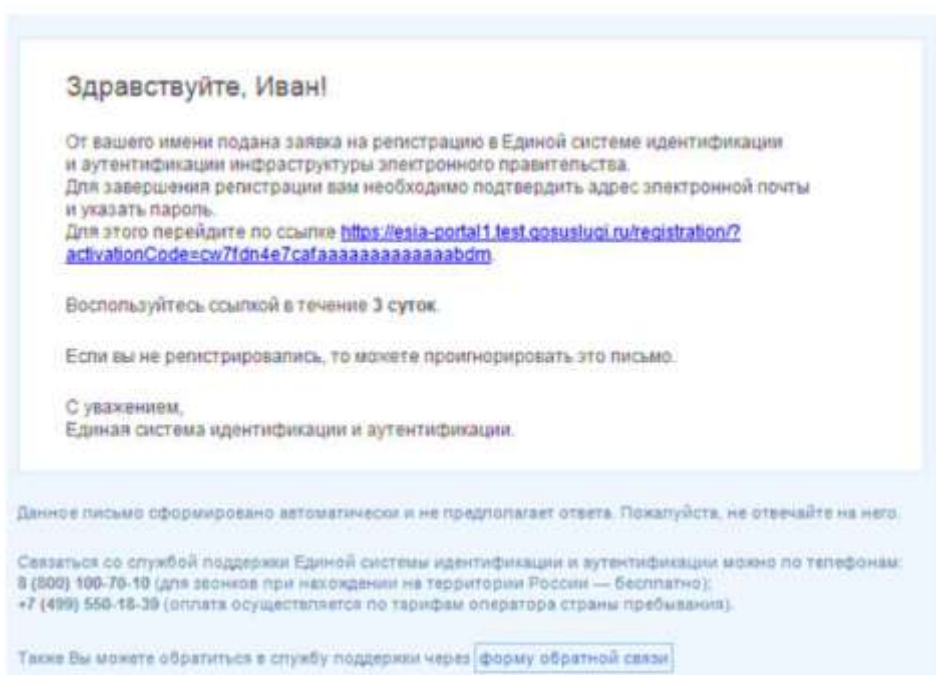 Здравствуйте, Иван!
От вашего имени подана заявка на регистрацию в Единой системе идентификации
и аутентификации инфраструктуры электронного правительства.
Для завершения регистрации вам необходимо подтвердить адрес электронной почты
и указать пароль.
Для этого перейдите по ссылке https://esia-portal1.test.gosuslugi.ru/registration/?
activationCode=cw7fdn4e7cafaaaaaaaaaaaaaabdm.
Воспользуйтесь ссылкой в течение 3 суток.
Если вы не регистрировались, то можете проигнорировать это письмо.
С уважением,
Единая система идентификации и аутентификации.
Данное письмо сформировано автоматически и не предполагает ответа. Пожалуйста, не отвечайте на него.
Связаться со службой поддержки Единой системы идентификации и аутентификации можно по телефонам:
8 (800) 100-70-10 (для звонков при нахождении на территории России — бесплатно);
+7 (499) 550-18-39 (оплата осуществляется по тарифам оператора страны пребывания).
Также Вы можете обратиться в службу поддержки через форму обратной связи